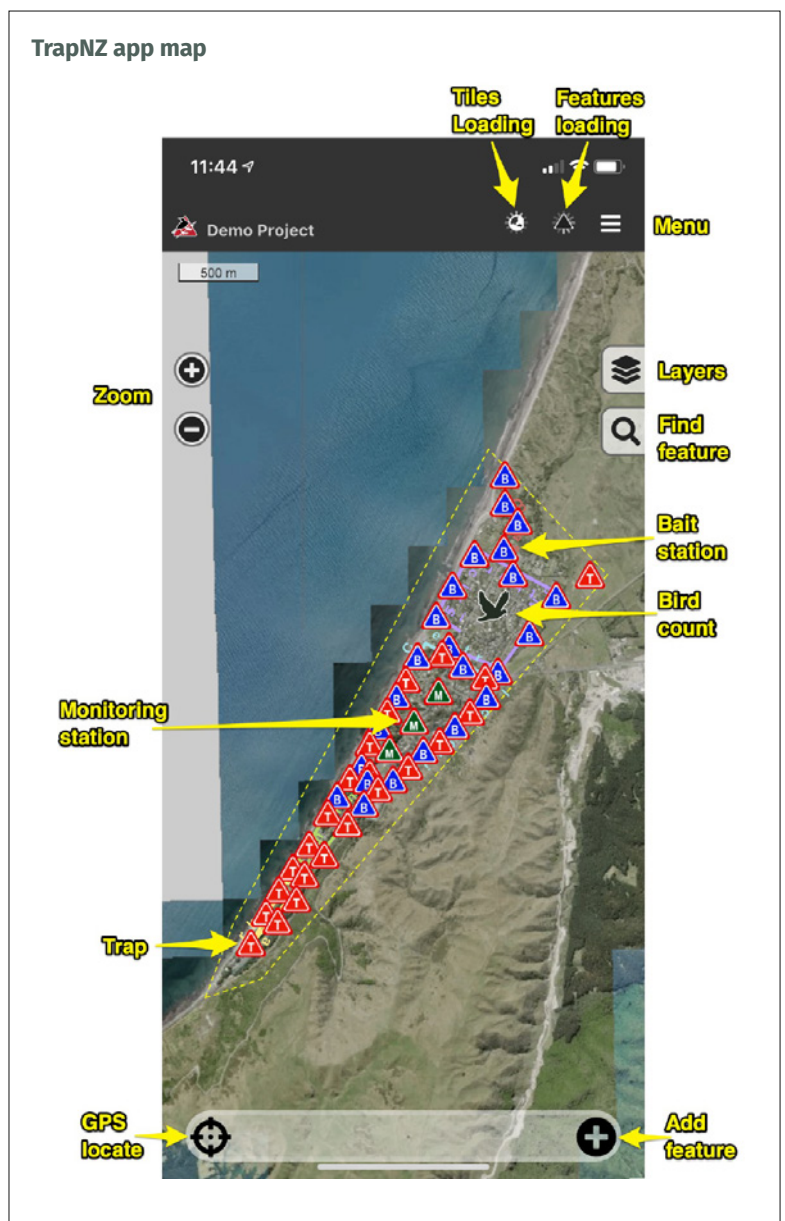 TrapNZ app map
Tiles
Loading
Features
loading
11:44
Demo Project
Menu
500 m
Zoom
Layers
Find
feature
Bait
station
Bird
count
Monitoring
station
Trap
GPS
locate
Add
feature
B
B
B
B
B
B
T
B
B
B
B
B
T
B
B
T
B
T
M
B
B
T
T
M
B
B
T
T
M
B
B
T
T
B
B
T
B
B
T
T
T
T
T
T
T
T
T
T
T